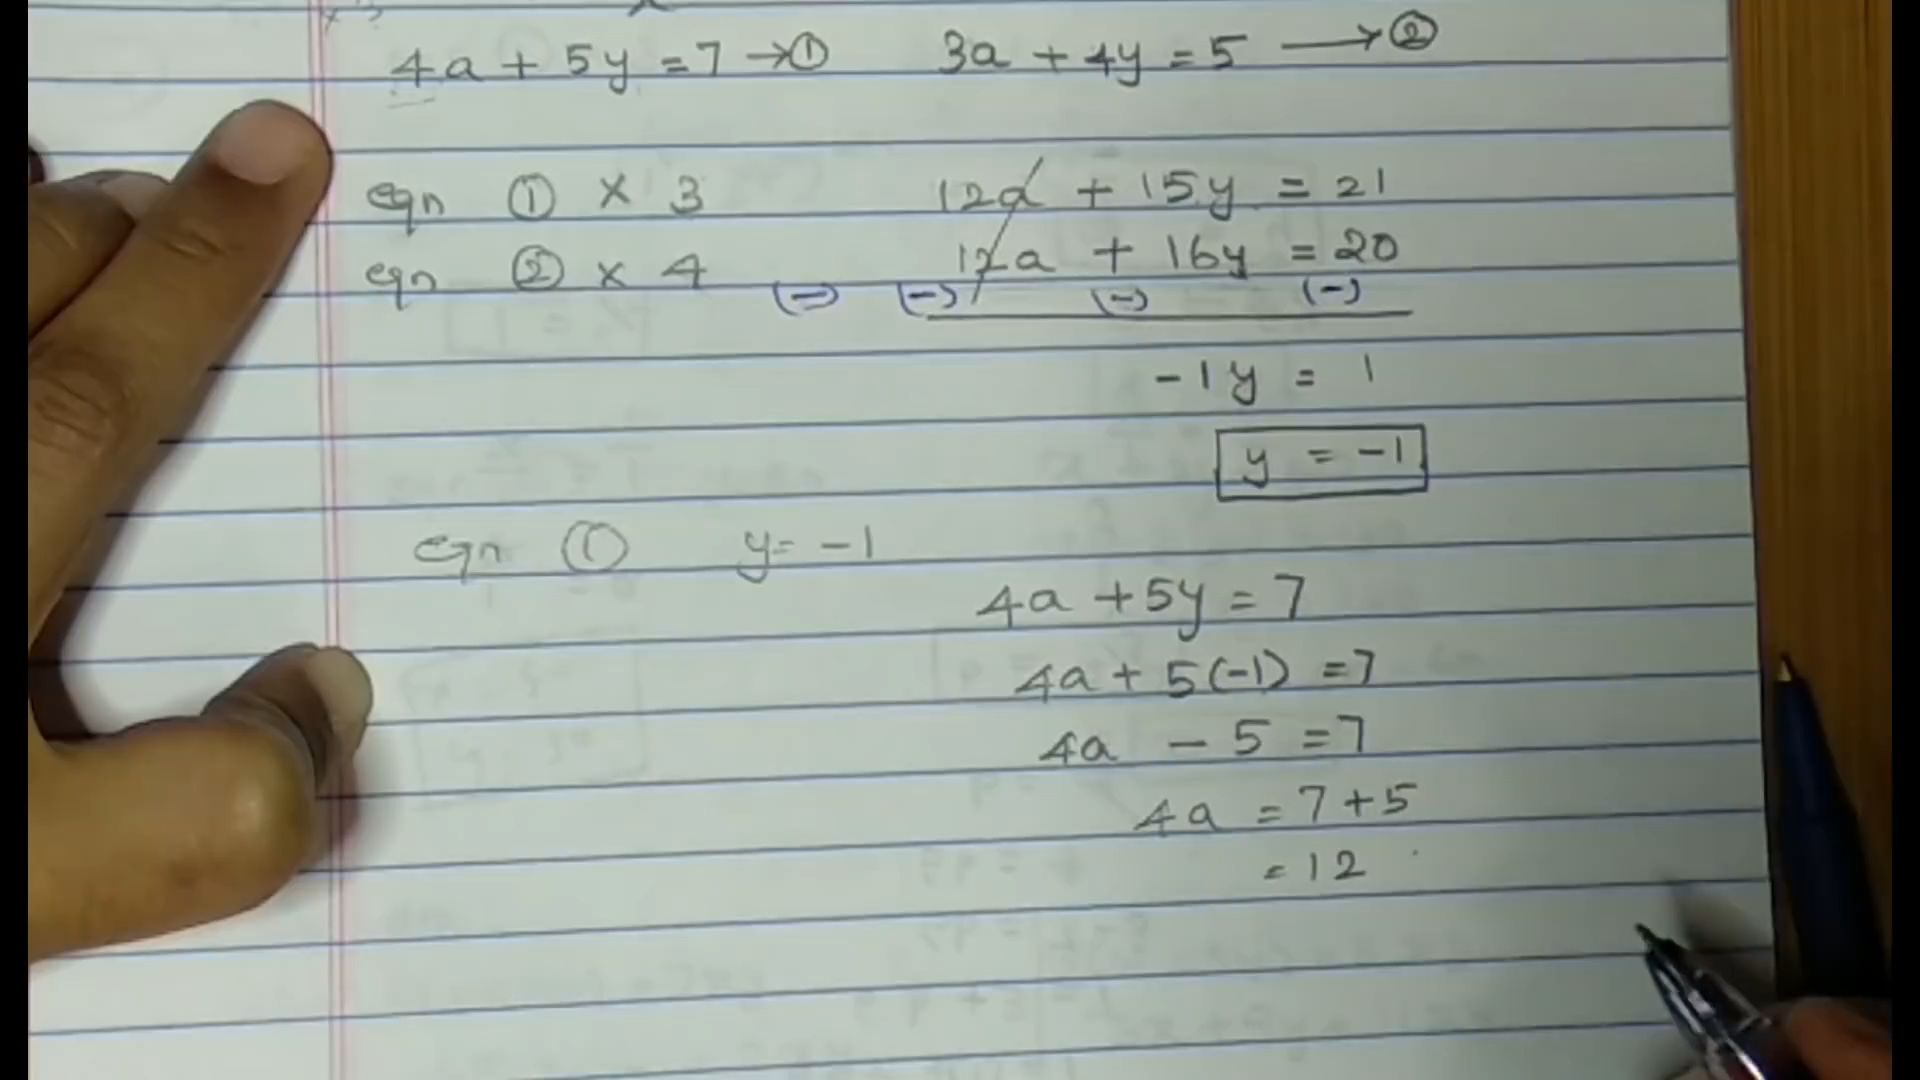 4a + 5y = 7 → ① 3a + 4y = 5 → ②
eqn ① × 3 12a + 15y = 21
eqn ② × 4 12a + 16y = 20
(-) (-) (-) (-)
-1y = 1
y = -1
eqn ① y = -1
4a + 5y = 7
4a + 5(-1) = 7
4a - 5 = 7
4a = 7 + 5
= 12